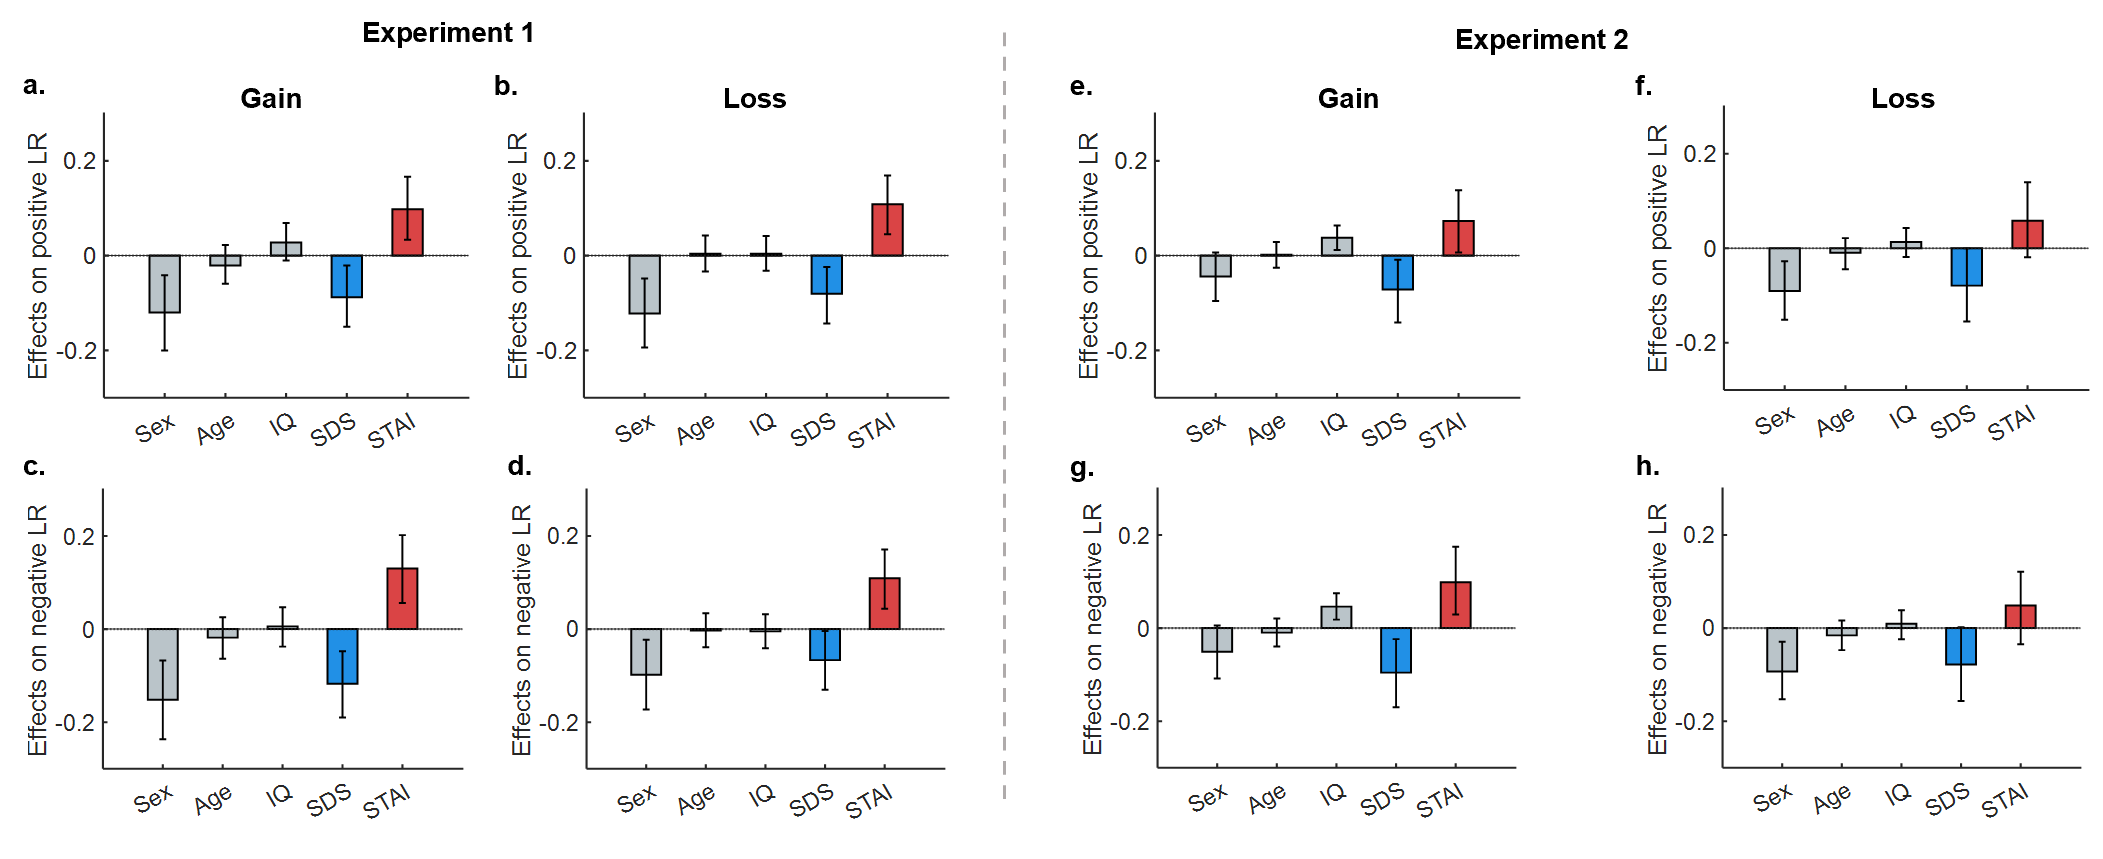 Experiment 1
Experiment 2
a.
Gain
Effects on positive LR
0.2
0
-0.2
Sex
Age
IQ
SDS
STAI
b.
Loss
Effects on positive LR
0.2
0
-0.2
Sex
Age
IQ
SDS
STAI
c.
Effects on negative LR
0.2
0
-0.2
Sex
Age
IQ
SDS
STAI
d.
Effects on negative LR
0.2
0
-0.2
Sex
Age
IQ
SDS
STAI
e.
Gain
Effects on positive LR
0.2
0
-0.2
Sex
Age
IQ
SDS
STAI
f.
Loss
Effects on positive LR
0.2
0
-0.2
Sex
Age
IQ
SDS
STAI
g.
Effects on negative LR
0.2
0
-0.2
Sex
Age
IQ
SDS
STAI
h.
Effects on negative LR
0.2
0
-0.2
Sex
Age
IQ
SDS
STAI